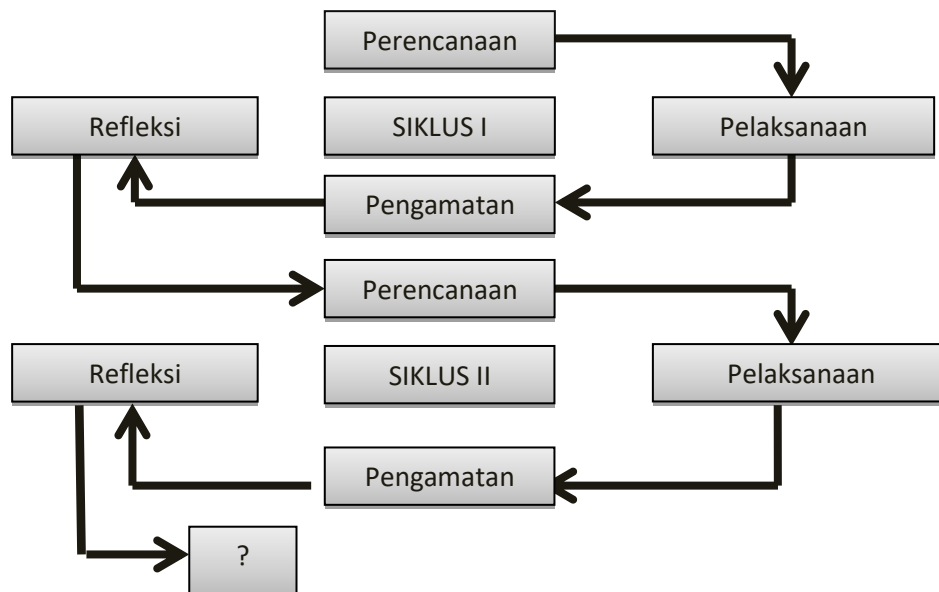 Perencanaan
Refleksi
SIKLUS I
Pelaksanaan
Pengamatan
Perencanaan
Refleksi
SIKLUS II
Pelaksanaan
Pengamatan
?